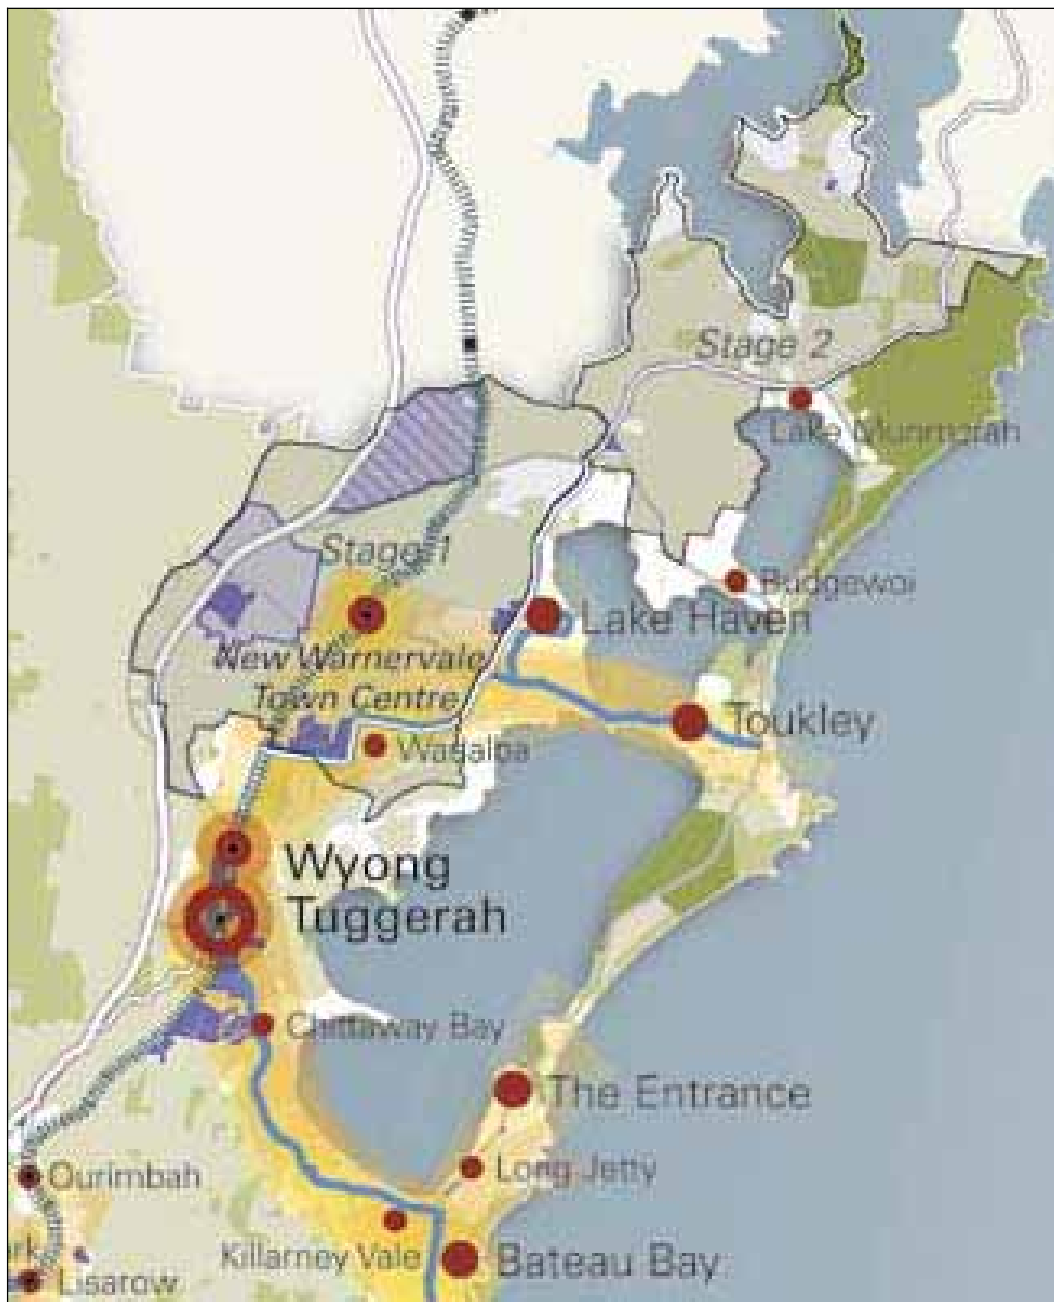 Stage 2
Lake Munmorah
Stage 1
Budgewoi
Lake Haven
New Warnervale
Town Centre
Toukley
Wadalba
Wyong
Tuggerah
Chittaway Bay
The Entrance
Ourimbah
Long Jetty
Killarney Vale
Bateau Bay
ark
Lisarow